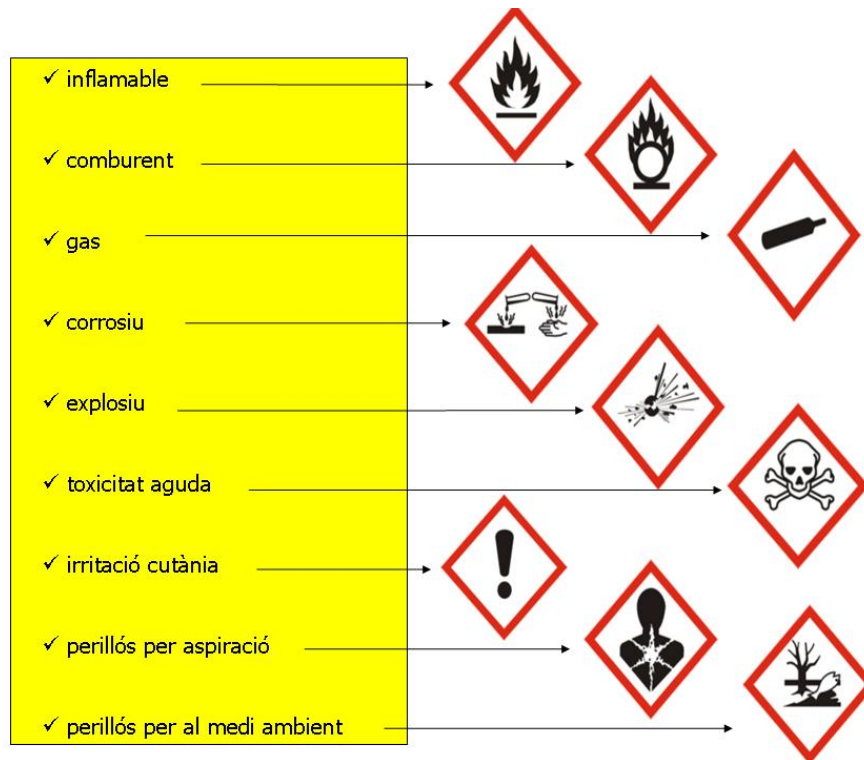 ✓ inflamable
✓ comburent
✓ gas
✓ corrosiu
✓ explosiu
✓ toxicitat aguda
✓ irritació cutània
✓ perillós per aspiració
✓ perillós per al medi ambient